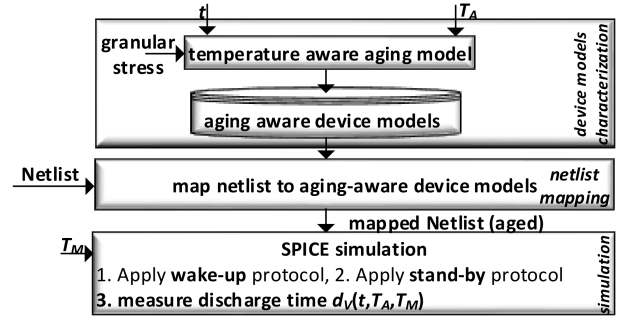 t T_A
granular
stress
temperature aware aging model
aging aware device models
device models
characterization
Netlist
map netlist to aging-aware device models
netlist
mapping
mapped Netlist (aged)
T_M
SPICE simulation
1. Apply wake-up protocol, 2. Apply stand-by protocol
3. measure discharge time d_V(t,T_A,T_M)
simulation